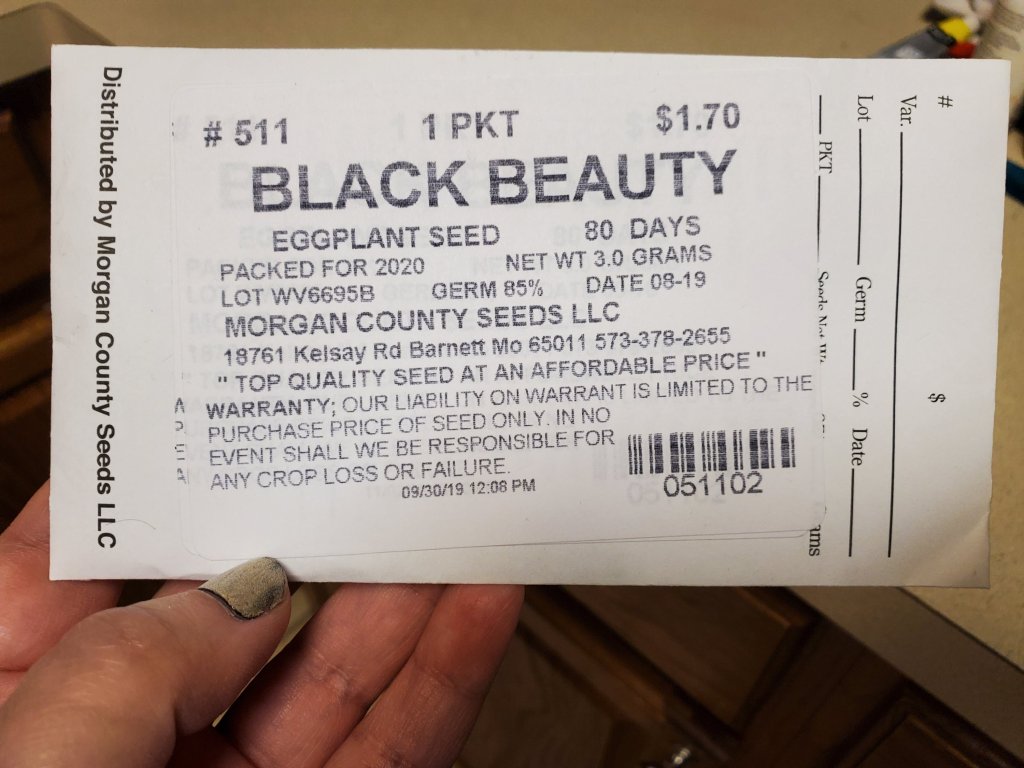 Distributed by Morgan County Seeds LLC
# 511 1 PKT $1.70
BLACK BEAUTY
EGGPLANT SEED 80 DAYS
PACKED FOR 2020 NET WT 3.0 GRAMS
LOT WV6695B GERM 85% DATE 08-19
MORGAN COUNTY SEEDS LLC
18761 Kelsay Rd Barnett Mo 65011 573-378-2655
" TOP QUALITY SEED AT AN AFFORDABLE PRICE "
WARRANTY; OUR LIABILITY ON WARRANT IS LIMITED TO THE
PURCHASE PRICE OF SEED ONLY. IN NO
EVENT SHALL WE BE RESPONSIBLE FOR
ANY CROP LOSS OR FAILURE.
09/30/19 12:08 PM
051102
# $
Var.
Lot Germ % Date
PKT